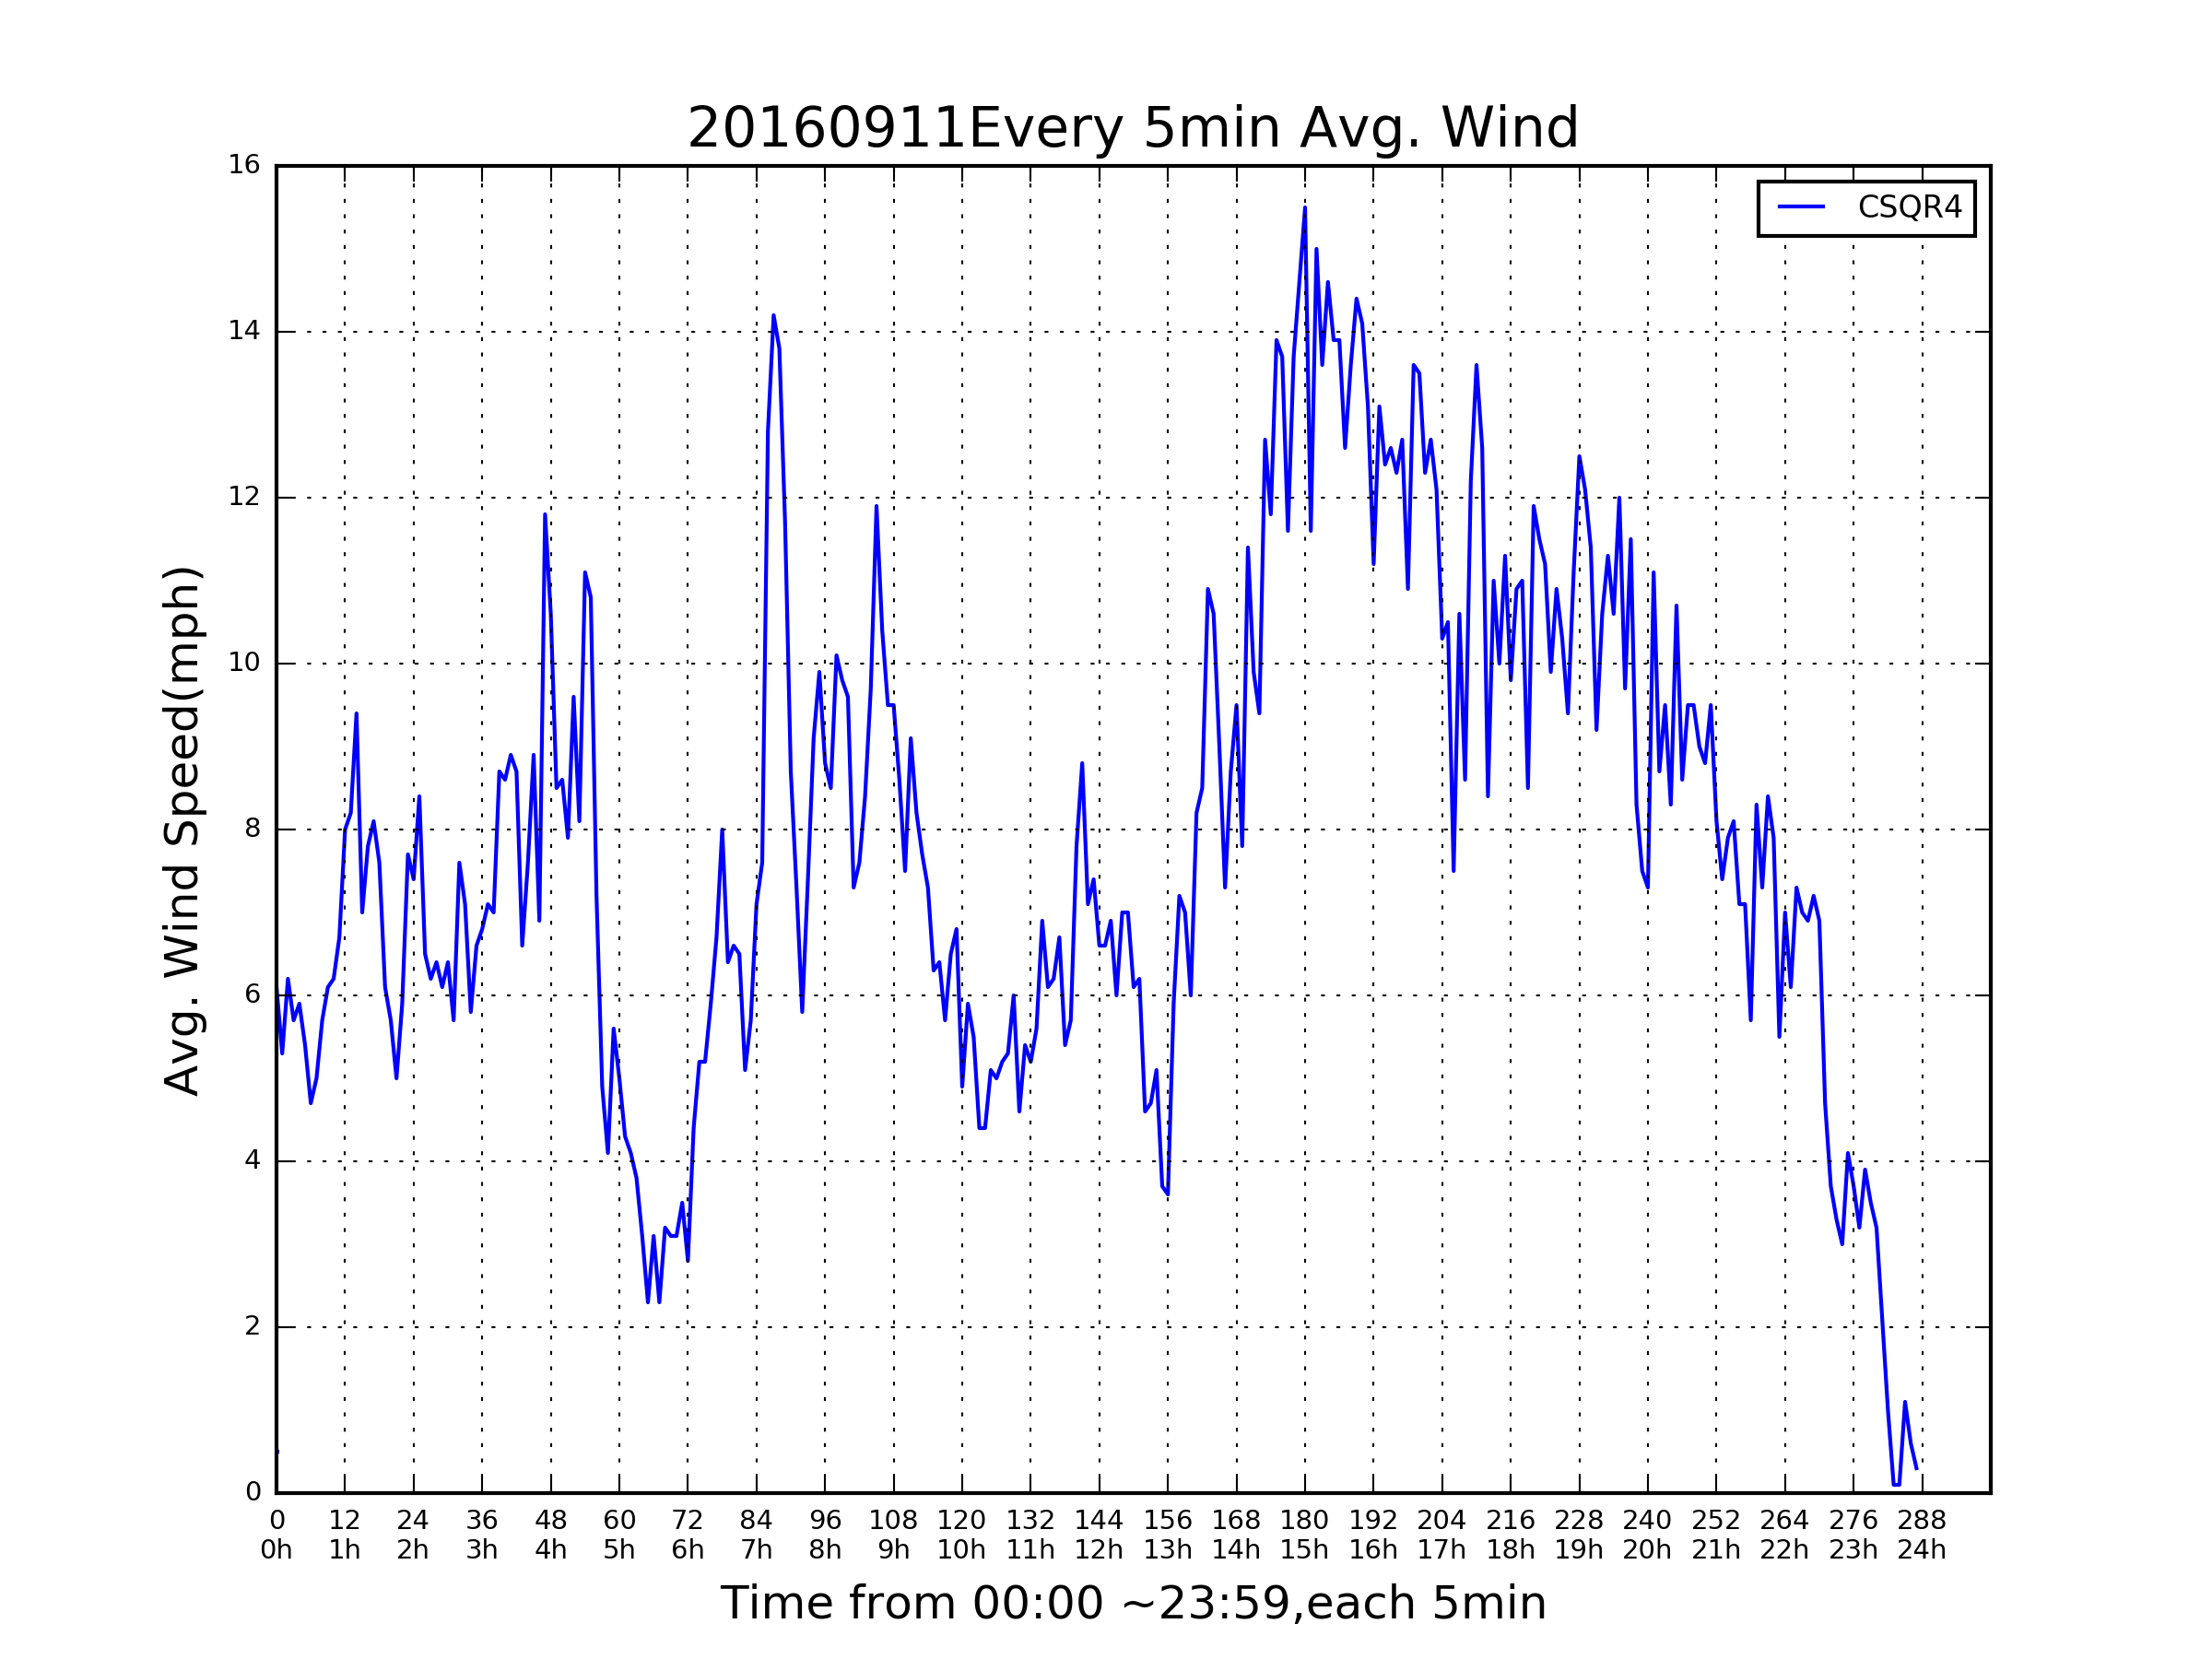 20160911Every 5min Avg. Wind
CSQR4
Avg. Wind Speed(mph)
16
14
12
10
8
6
4
2
0
0 12 24 36 48 60 72 84 96 108 120 132 144 156 168 180 192 204 216 228 240 252 264 276 288
0h 1h 2h 3h 4h 5h 6h 7h 8h 9h 10h 11h 12h 13h 14h 15h 16h 17h 18h 19h 20h 21h 22h 23h 24h
Time from 00:00 ~23:59,each 5min